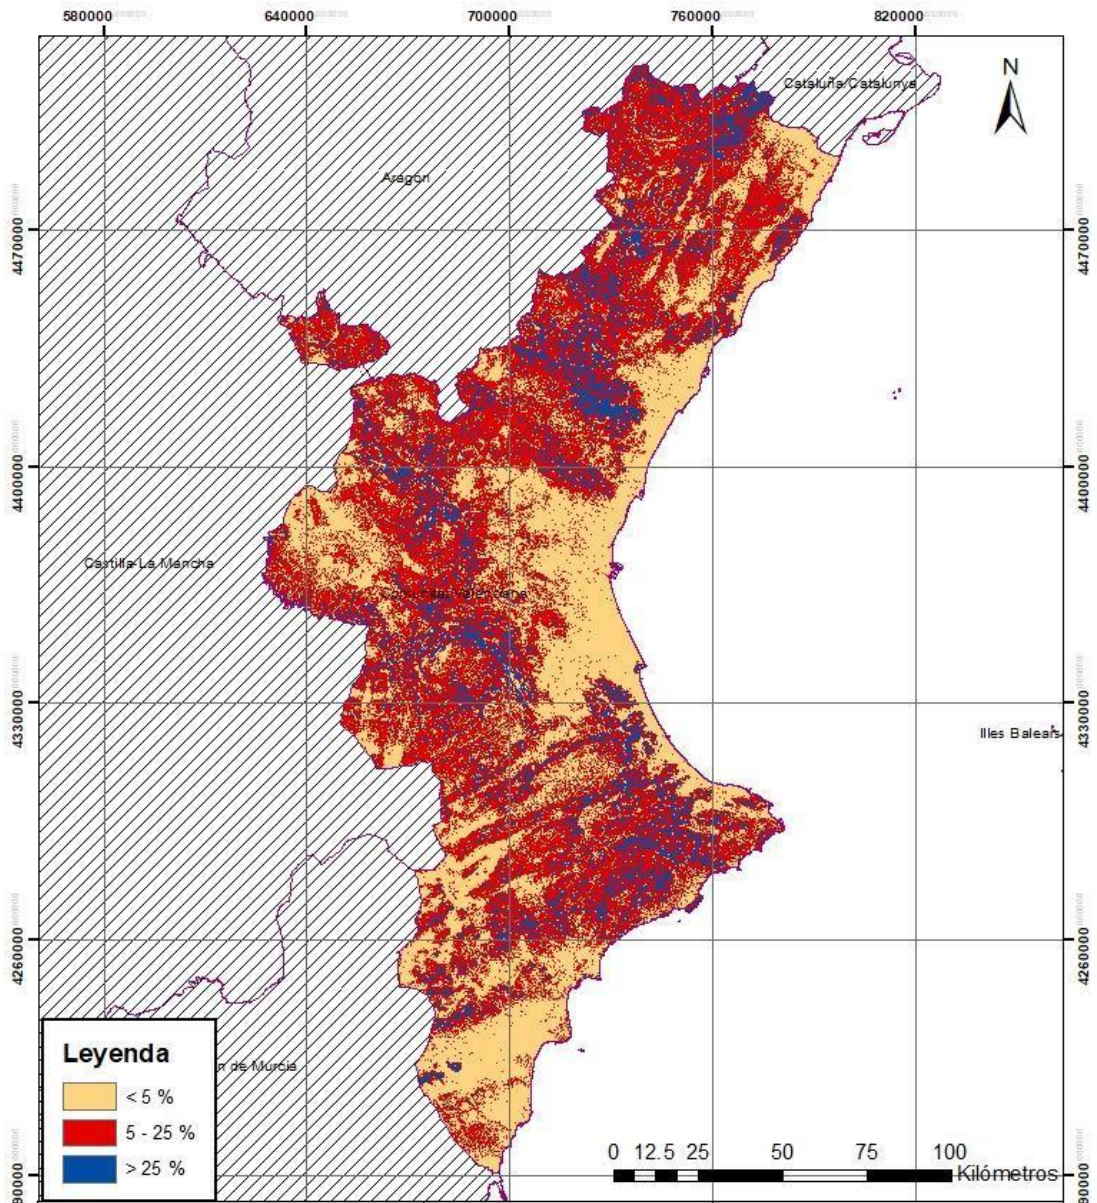 580000 640000 700000 760000 820000
N
Cataluña/Catalunya
Aragón
4470000 4470000
4400000 4400000
Castilla-La Mancha
Comunitat Valenciana
4330000 4330000
Illes Balears
4260000 4260000
Leyenda
n de Murcia
< 5 %
5 - 25 %
> 25 %
0 12.5 25 50 75 100
Kilómetros
90000 90000